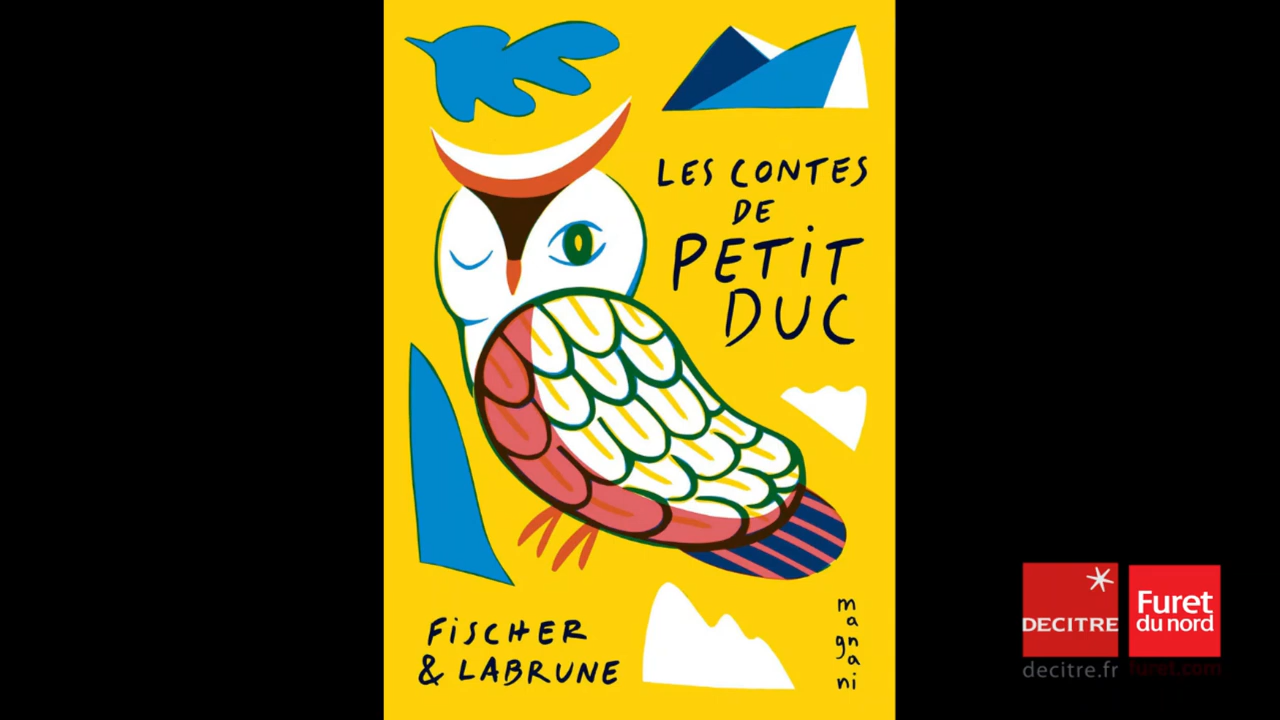 LES CONTES
DE
PETIT
DUC
FISCHER
& LABRUNE
magnani
DECITRE
decitre.fr
Furet
du nord
furet.com